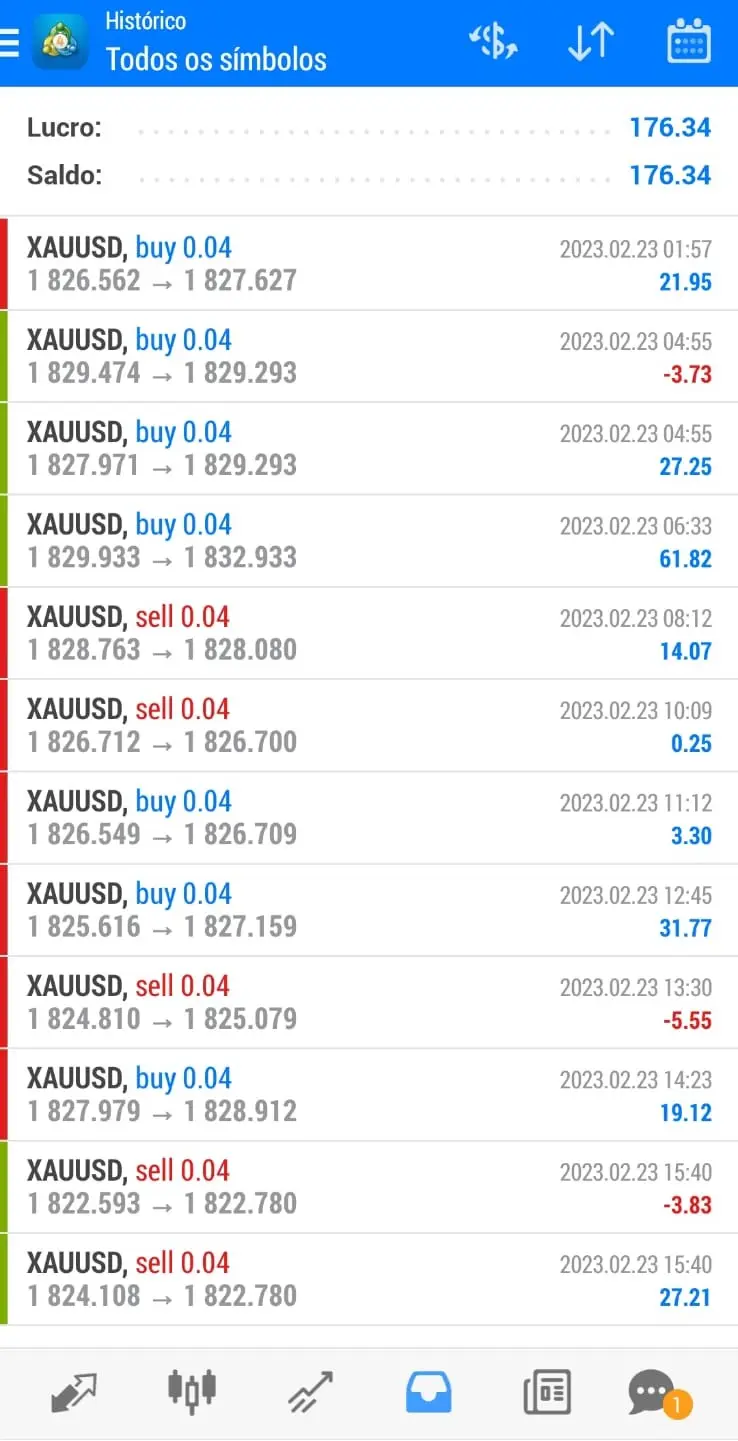 Histórico
Todos os símbolos
Lucro: 176.34
Saldo: 176.34
XAUUSD, buy 0.04 2023.02.23 01:57
1 826.562 → 1 827.627 21.95
XAUUSD, buy 0.04 2023.02.23 04:55
1 829.474 → 1 829.293 -3.73
XAUUSD, buy 0.04 2023.02.23 04:55
1 827.971 → 1 829.293 27.25
XAUUSD, buy 0.04 2023.02.23 06:33
1 829.933 → 1 832.933 61.82
XAUUSD, sell 0.04 2023.02.23 08:12
1 828.763 → 1 828.080 14.07
XAUUSD, sell 0.04 2023.02.23 10:09
1 826.712 → 1 826.700 0.25
XAUUSD, buy 0.04 2023.02.23 11:12
1 826.549 → 1 826.709 3.30
XAUUSD, buy 0.04 2023.02.23 12:45
1 825.616 → 1 827.159 31.77
XAUUSD, sell 0.04 2023.02.23 13:30
1 824.810 → 1 825.079 -5.55
XAUUSD, buy 0.04 2023.02.23 14:23
1 827.979 → 1 828.912 19.12
XAUUSD, sell 0.04 2023.02.23 15:40
1 822.593 → 1 822.780 -3.83
XAUUSD, sell 0.04 2023.02.23 15:40
1 824.108 → 1 822.780 27.21
1